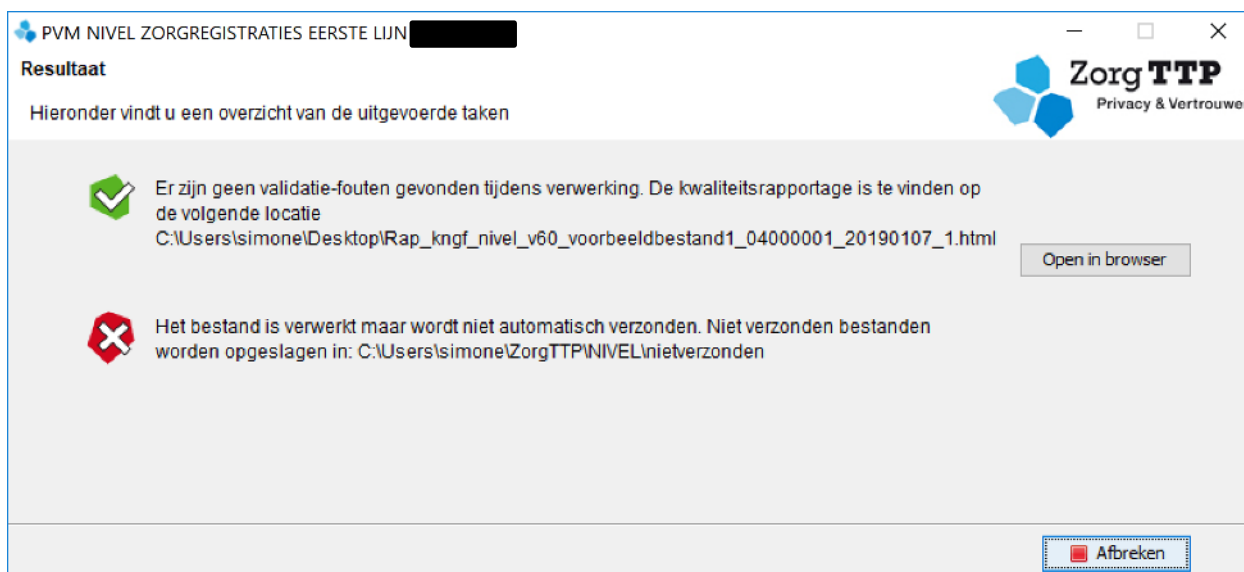 PVM NIVEL ZORGREGISTRATIES EERSTE LIJN
Resultaat
Hieronder vindt u een overzicht van de uitgevoerde taken
Zorg TTP
Privacy & Vertrouwe
Er zijn geen validatie-fouten gevonden tijdens verwerking. De kwaliteitsrapportage is te vinden op
de volgende locatie
C:\Users\simone\Desktop\Rap_kngf_nivel_v60_voorbeeldbestand1_04000001_20190107_1.html
Open in browser
Het bestand is verwerkt maar wordt niet automatisch verzonden. Niet verzonden bestanden
worden opgeslagen in: C:\Users\simone\ZorgTTP\NIVEL\nietverzonden
Afbreken